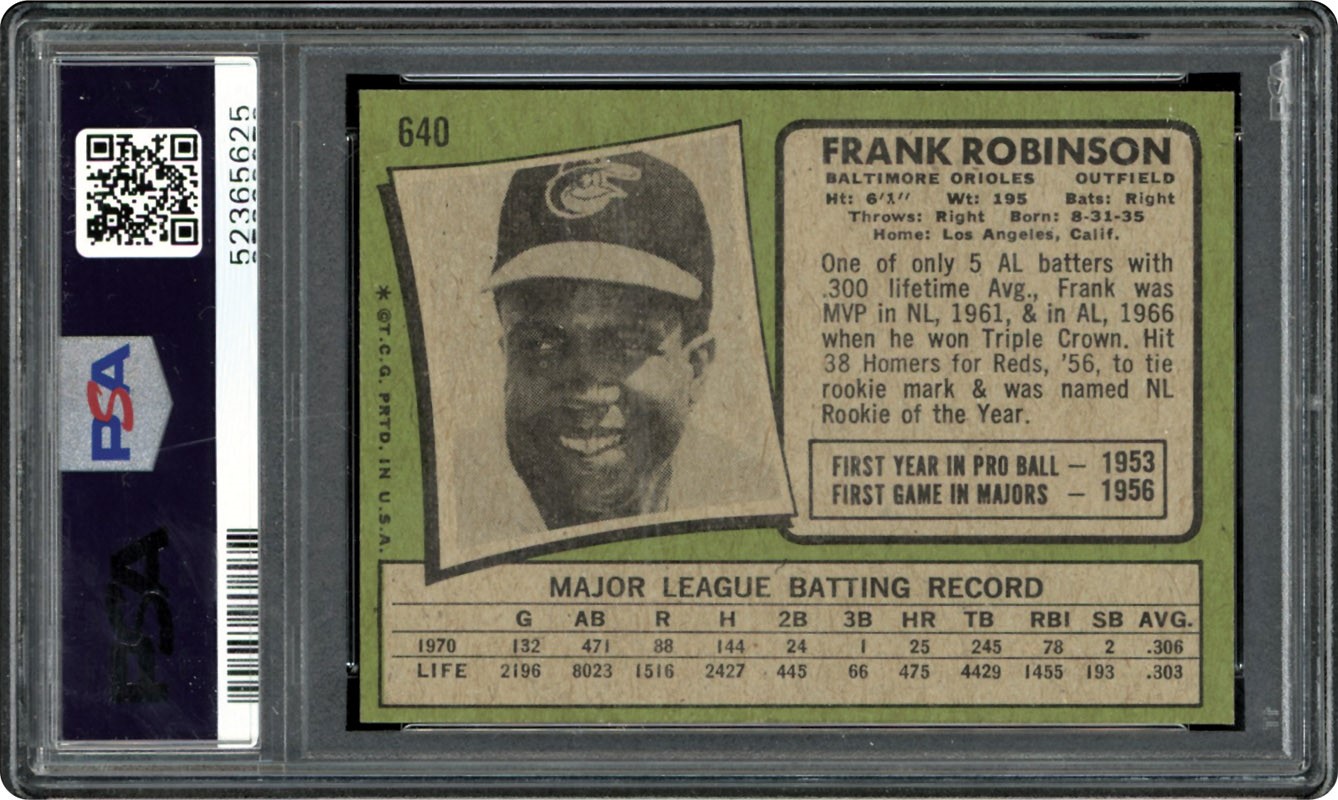 PSA
52365625
PSA
640
* ©T.C.G. PRTD. IN U.S.A.
FRANK ROBINSON
BALTIMORE ORIOLES OUTFIELD
Ht: 6'1" Wt: 195 Bats: Right
Throws: Right Born: 8-31-35
Home: Los Angeles, Calif.
One of only 5 AL batters with
.300 lifetime Avg., Frank was
MVP in NL, 1961, & in AL, 1966
when he won Triple Crown. Hit
38 Homers for Reds, '56, to tie
rookie mark & was named NL
Rookie of the Year.
FIRST YEAR IN PRO BALL — 1953
FIRST GAME IN MAJORS — 1956
MAJOR LEAGUE BATTING RECORD
G AB R H 2B 3B HR TB RBI SB AVG.
1970 132 471 88 144 24 1 25 245 78 2 .306
LIFE 2196 8023 1516 2427 445 66 475 4429 1455 193 .303